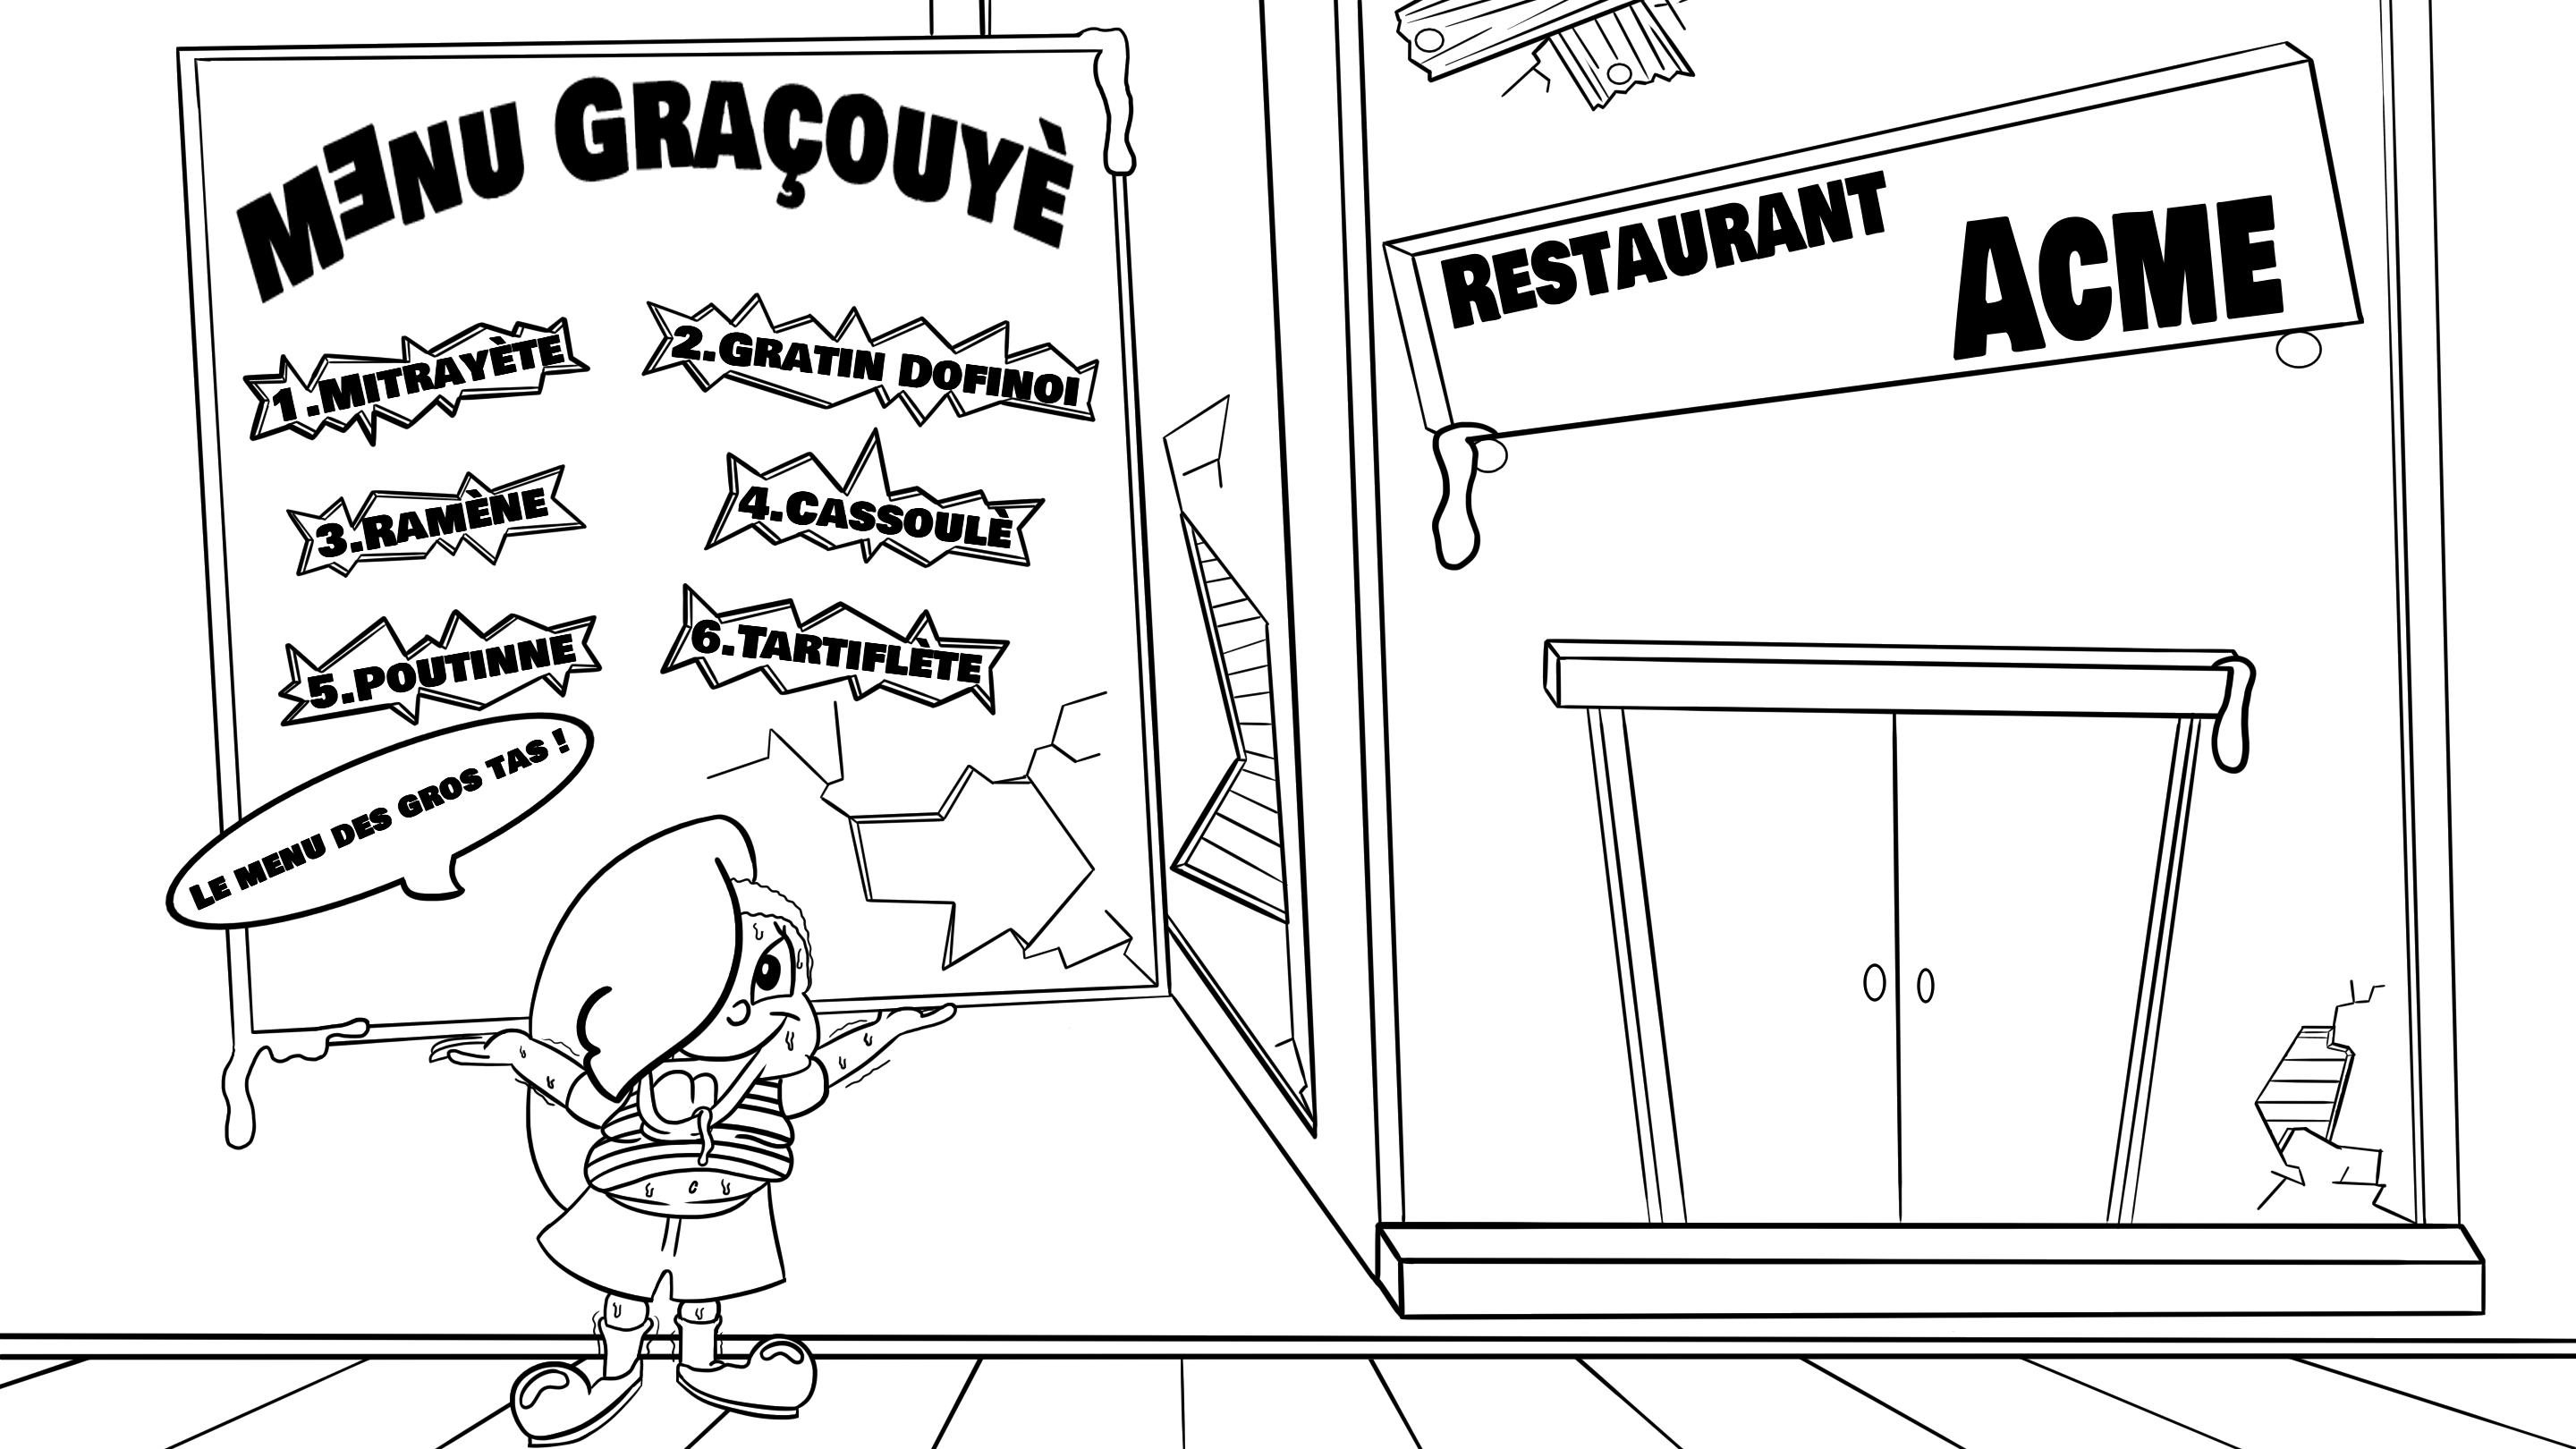 MENU GRAÇOUYÈ
1.MITRAYÈTE
2.GRATIN DOFINOI
3.RAMÈNE
4.CASSOULÈ
5.POUTINNE
6.TARTIFLÈTE
LE MENU DES GROS TAS !
RESTAURANT
ACME